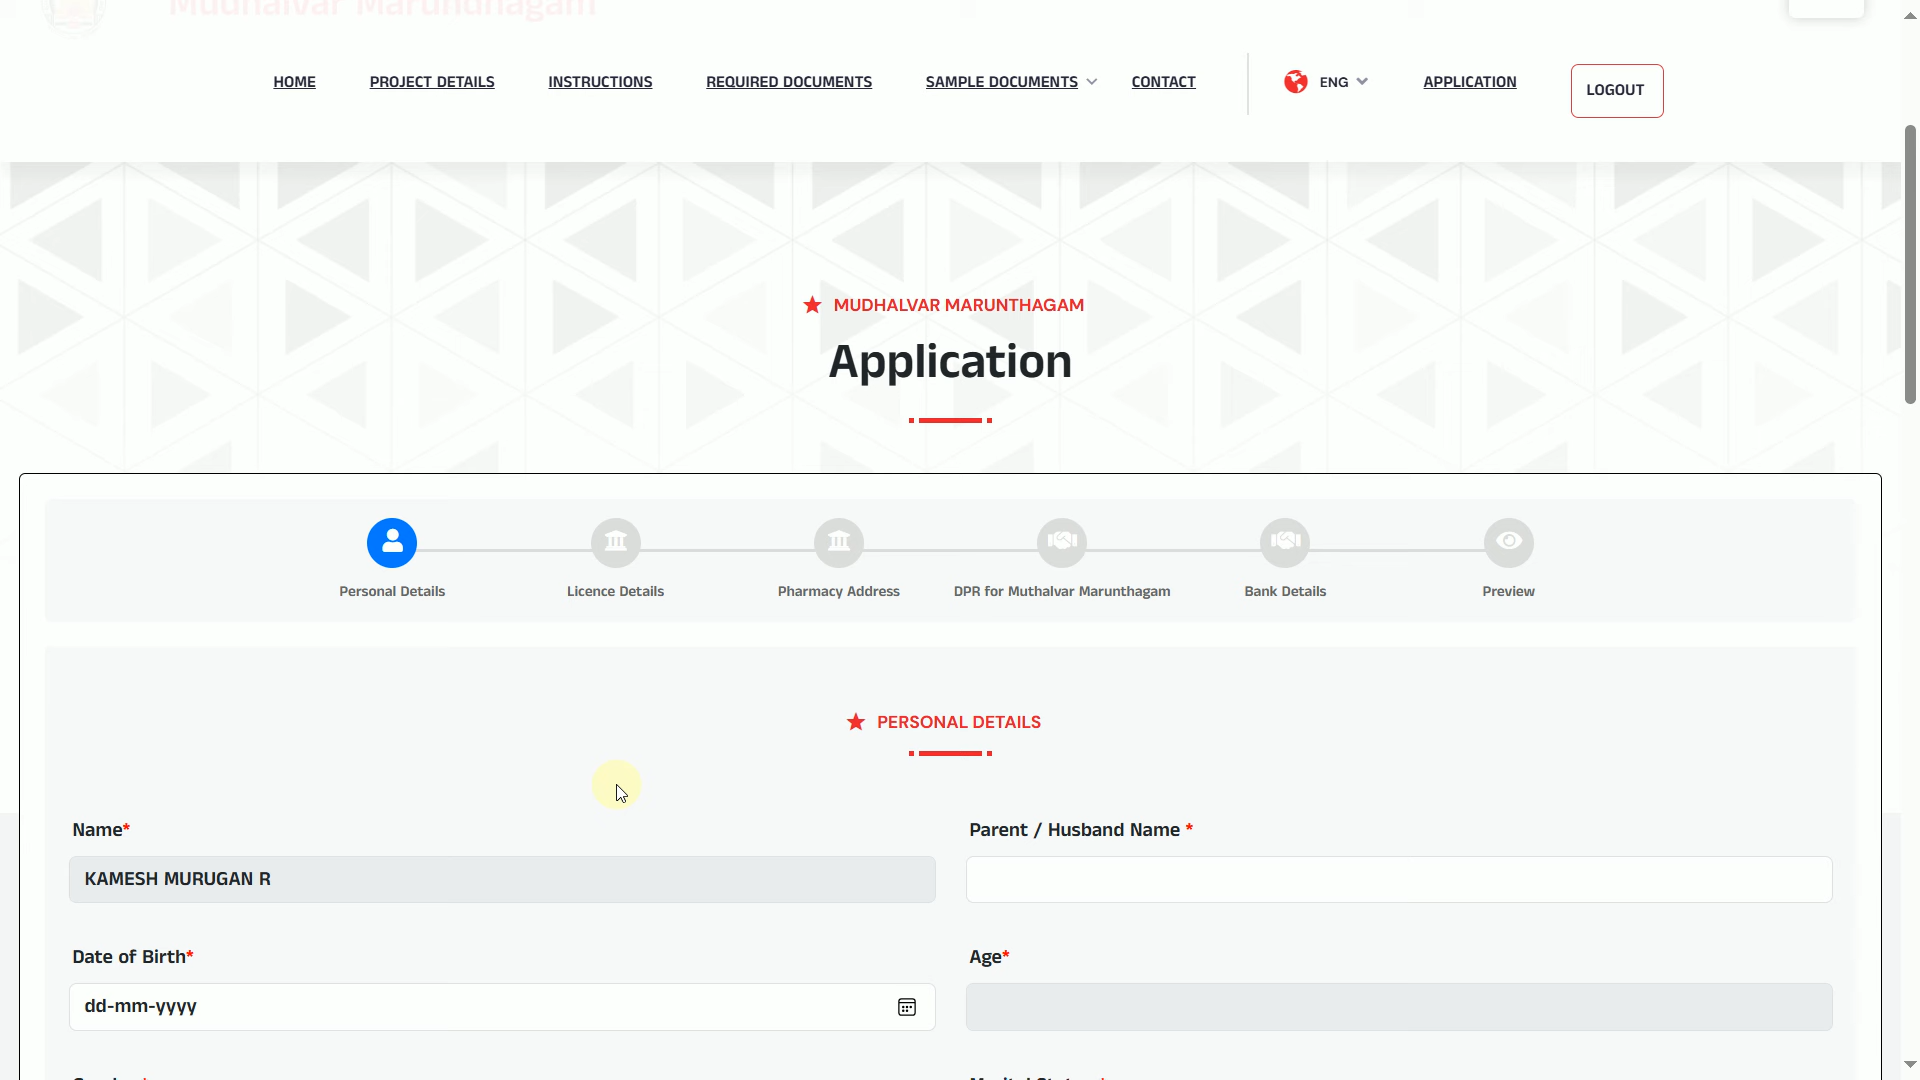 Mudhalvar Marundhagam
HOME
PROJECT DETAILS
INSTRUCTIONS
REQUIRED DOCUMENTS
SAMPLE DOCUMENTS
CONTACT
ENG
APPLICATION
LOGOUT
MUDHALVAR MARUNTHAGAM
Application
Personal Details
Licence Details
Pharmacy Address
DPR for Muthalvar Marunthagam
Bank Details
Preview
PERSONAL DETAILS
Name*
Parent / Husband Name *
KAMESH MURUGAN R
Date of Birth*
Age*
dd-mm-yyyy